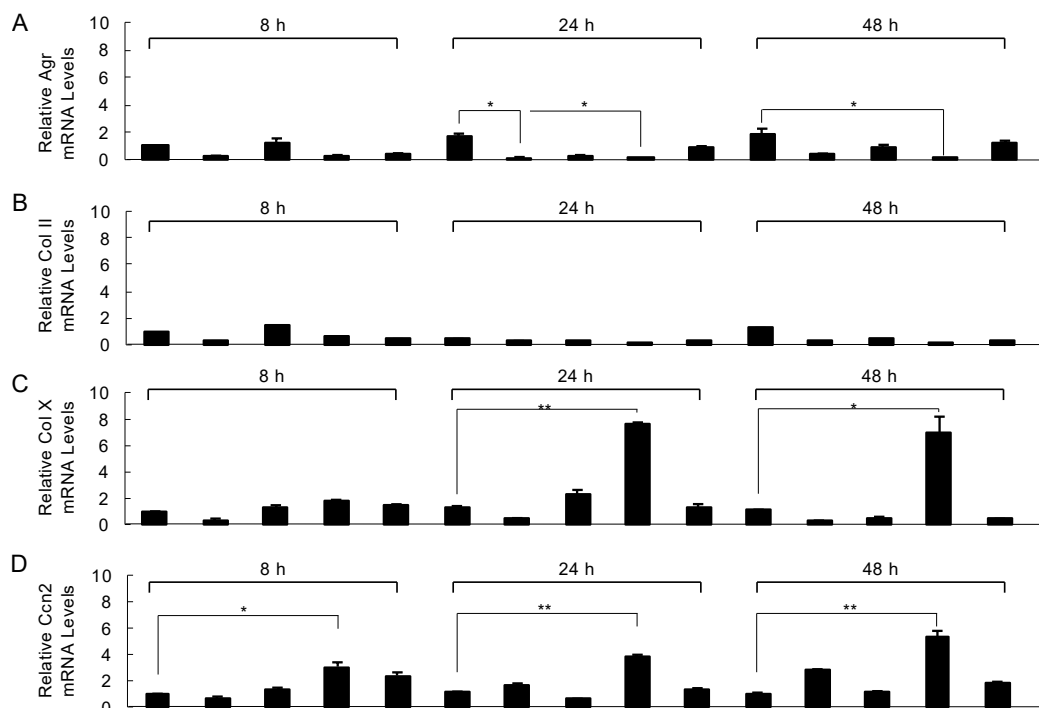 A
Relative Agr
mRNA Levels
10
8
6
4
2
0
8 h
24 h
48 h
*
*
*
B
Relative Col II
mRNA Levels
10
8
6
4
2
0
8 h
24 h
48 h
C
Relative Col X
mRNA Levels
10
8
6
4
2
0
8 h
24 h
48 h
**
*
D
Relative Ccn2
mRNA Levels
10
8
6
4
2
0
8 h
24 h
48 h
*
**
**